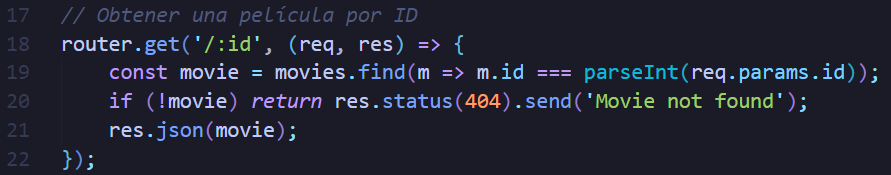 17 // Obtener una película por ID
18 router.get('/:id', (req, res) => {
19     const movie = movies.find(m => m.id === parseInt(req.params.id));
20     if (!movie) return res.status(404).send('Movie not found');
21     res.json(movie);
22 });